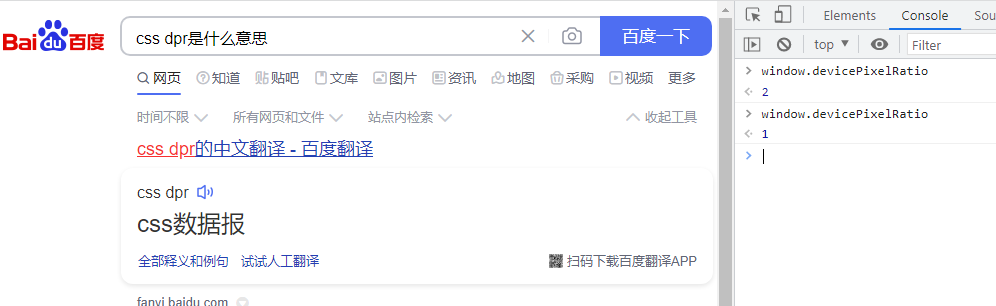 Bai du 百度
css dpr是什么意思
百度一下
网页 知道 贴吧 文库 图片 资讯 地图 采购 视频 更多
时间不限 所有网页和文件 站点内检索 收起工具
css dpr的中文翻译 - 百度翻译
css dpr
css数据报
全部释义和例句 试试人工翻译 扫码下载百度翻译APP
fanyi.baidu.com
Elements Console Sou
top Filter
window.devicePixelRatio
2
window.devicePixelRatio
1